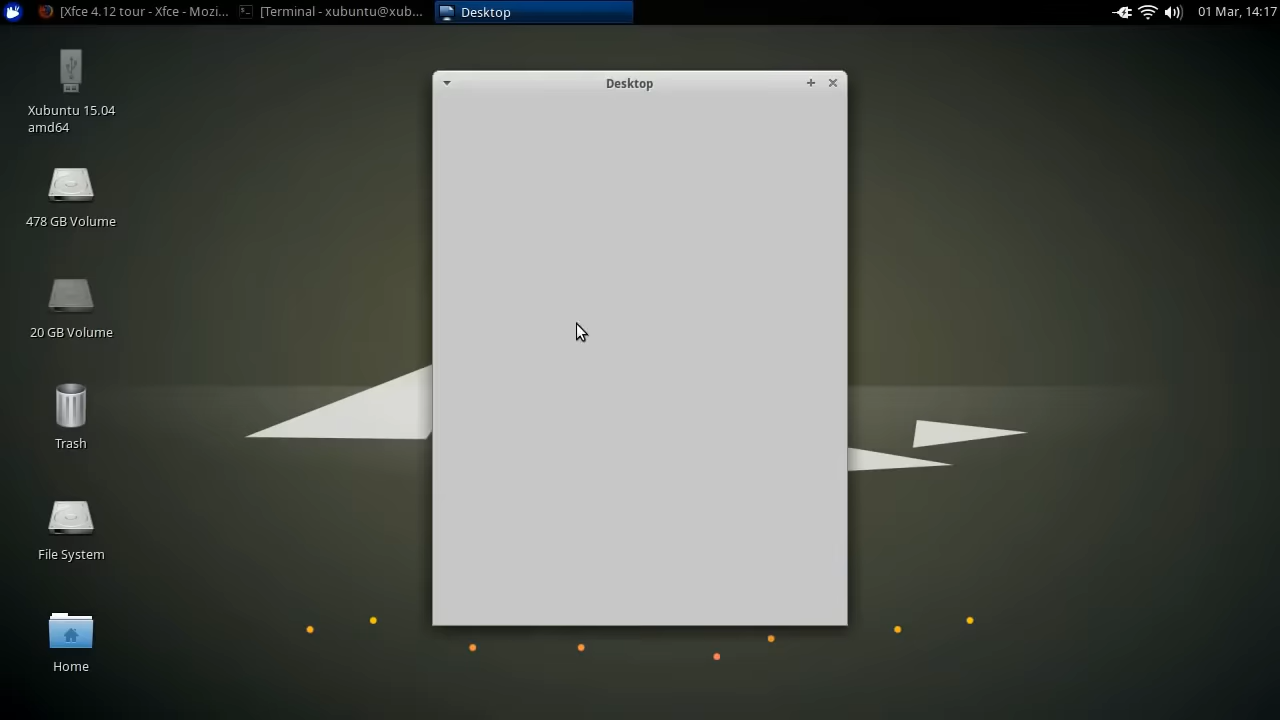 [Xfce 4.12 tour - Xfce - Mozi...
[Terminal - xubuntu@xub...
Desktop
01 Mar, 14:17
Desktop
Xubuntu 15.04
amd64
478 GB Volume
20 GB Volume
Trash
File System
Home